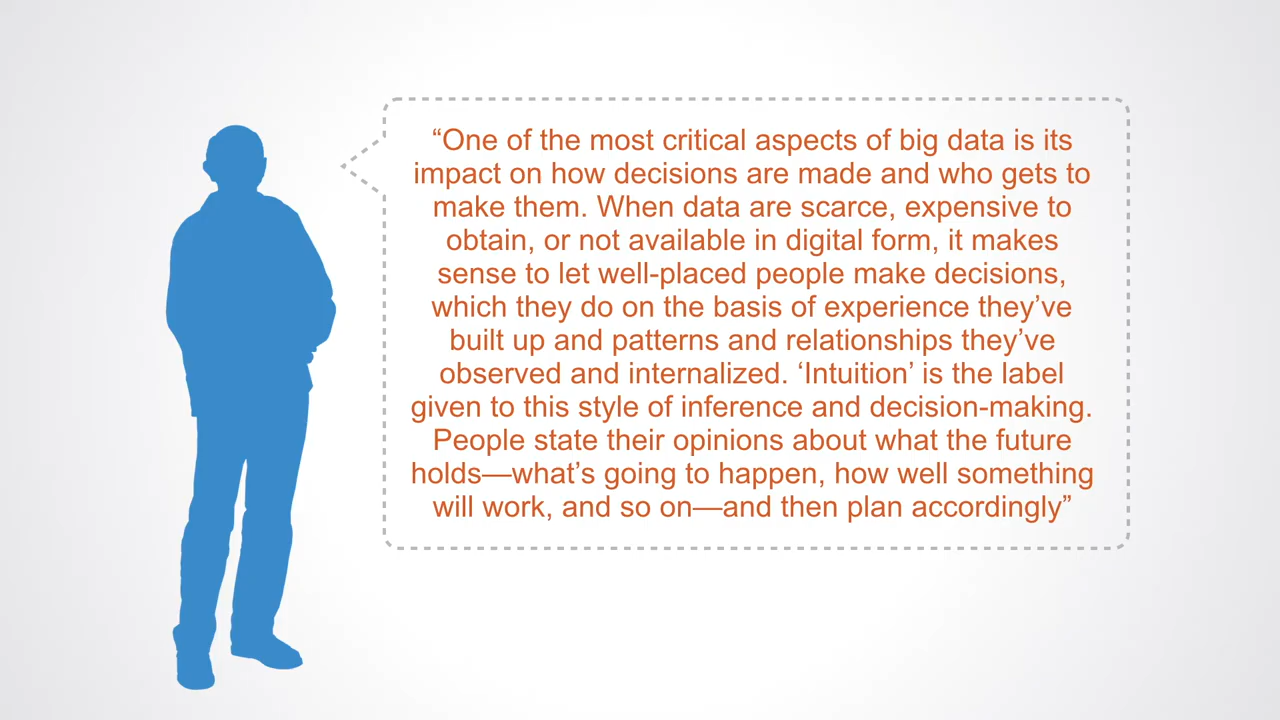 “One of the most critical aspects of big data is its
impact on how decisions are made and who gets to
make them. When data are scarce, expensive to
obtain, or not available in digital form, it makes
sense to let well-placed people make decisions,
which they do on the basis of experience they’ve
built up and patterns and relationships they’ve
observed and internalized. ‘Intuition’ is the label
given to this style of inference and decision-making.
People state their opinions about what the future
holds—what’s going to happen, how well something
will work, and so on—and then plan accordingly”